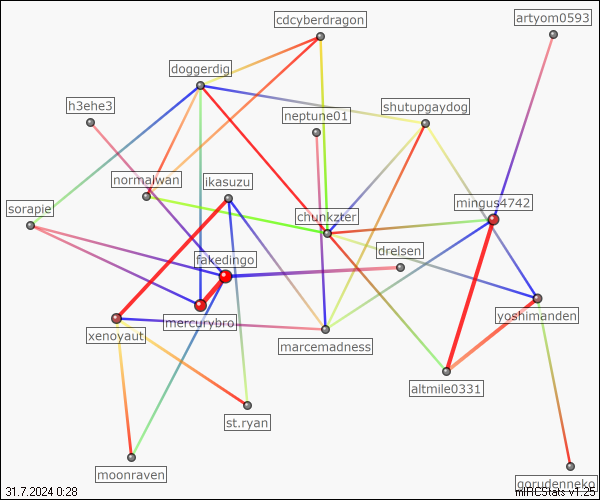 cdcyberdragon
artyom0593
doggerdig
h3ehe3
shutupgaydog
neptune01
normalwan
ikasuzu
sorapie
chunkzter
mingus4742
drelsen
fakedingo
mercurybro
yoshimanden
xenoyaut
marcemadness
altmile0331
st.ryan
moonraven
gorudenneko
31.7.2024 0:28
mIRCStats v1.25